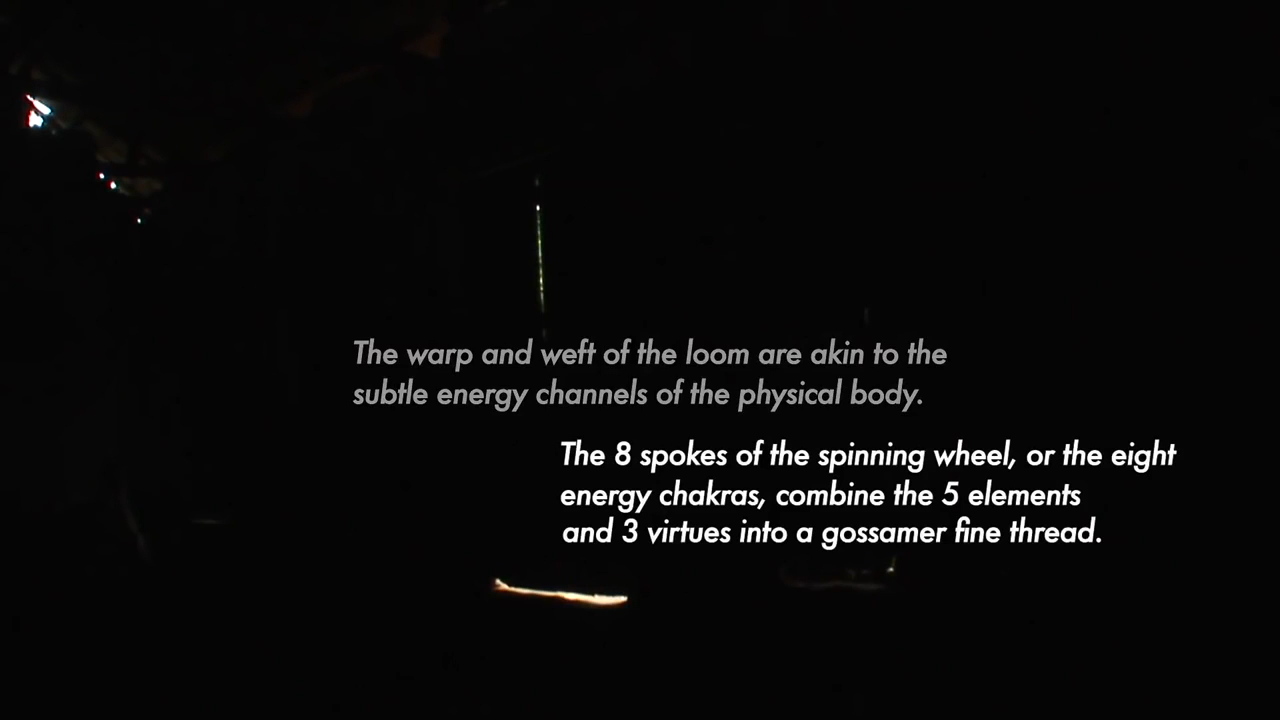 The warp and weft of the loom are akin to the
subtle energy channels of the physical body.
The 8 spokes of the spinning wheel, or the eight
energy chakras, combine the 5 elements
and 3 virtues into a gossamer fine thread.